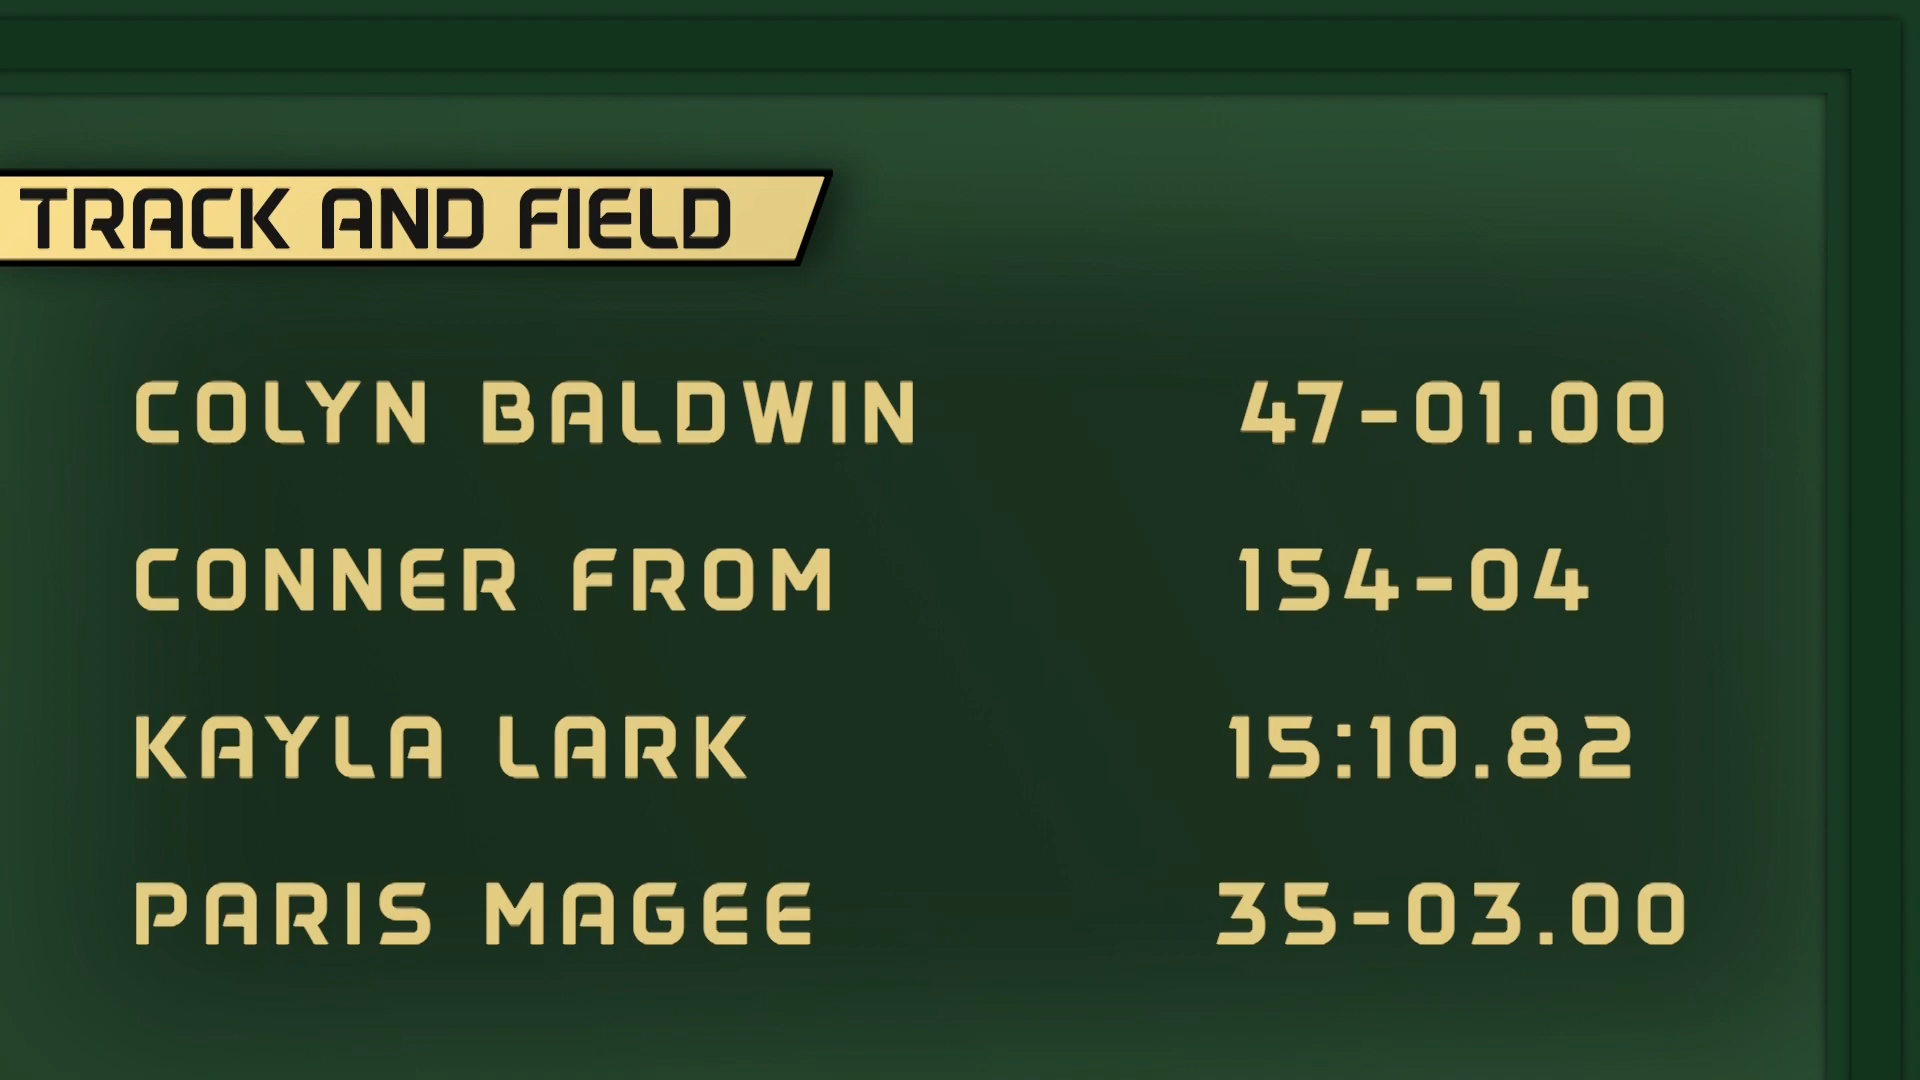 TRACK AND FIELD
COLYN BALDWIN 47-01.00
CONNER FROM 154-04
KAYLA LARK 15:10.82
PARIS MAGEE 35-03.00